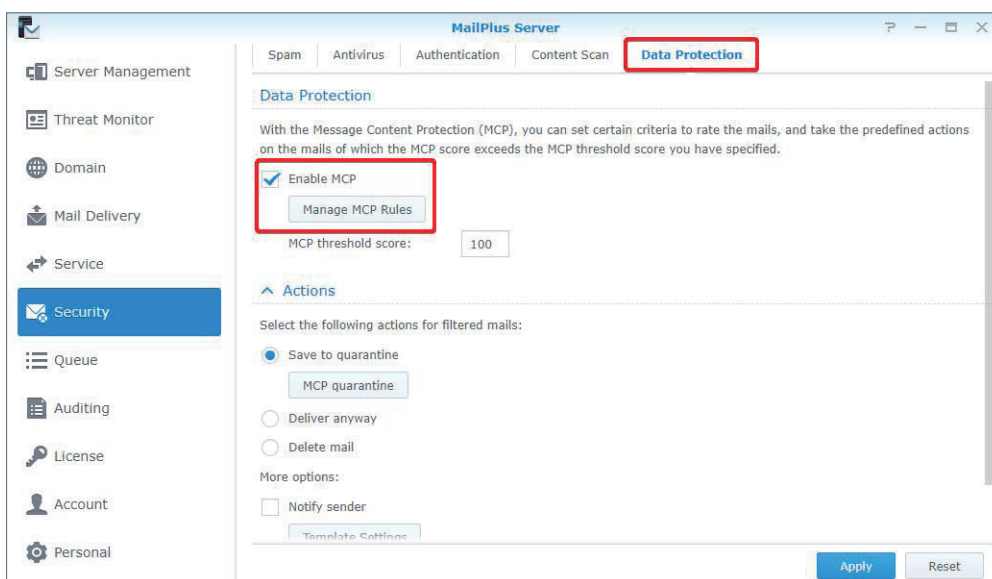 MailPlus Server
Server Management
Threat Monitor
Domain
Mail Delivery
Service
Security
Queue
Auditing
License
Account
Personal
Spam
Antivirus
Authentication
Content Scan
Data Protection
Data Protection
With the Message Content Protection (MCP), you can set certain criteria to rate the mails, and take the predefined actions
on the mails of which the MCP score exceeds the MCP threshold score you have specified.
Enable MCP
Manage MCP Rules
MCP threshold score: 100
Actions
Select the following actions for filtered mails:
Save to quarantine
MCP quarantine
Deliver anyway
Delete mail
More options:
Notify sender
Template Settings
Apply
Reset